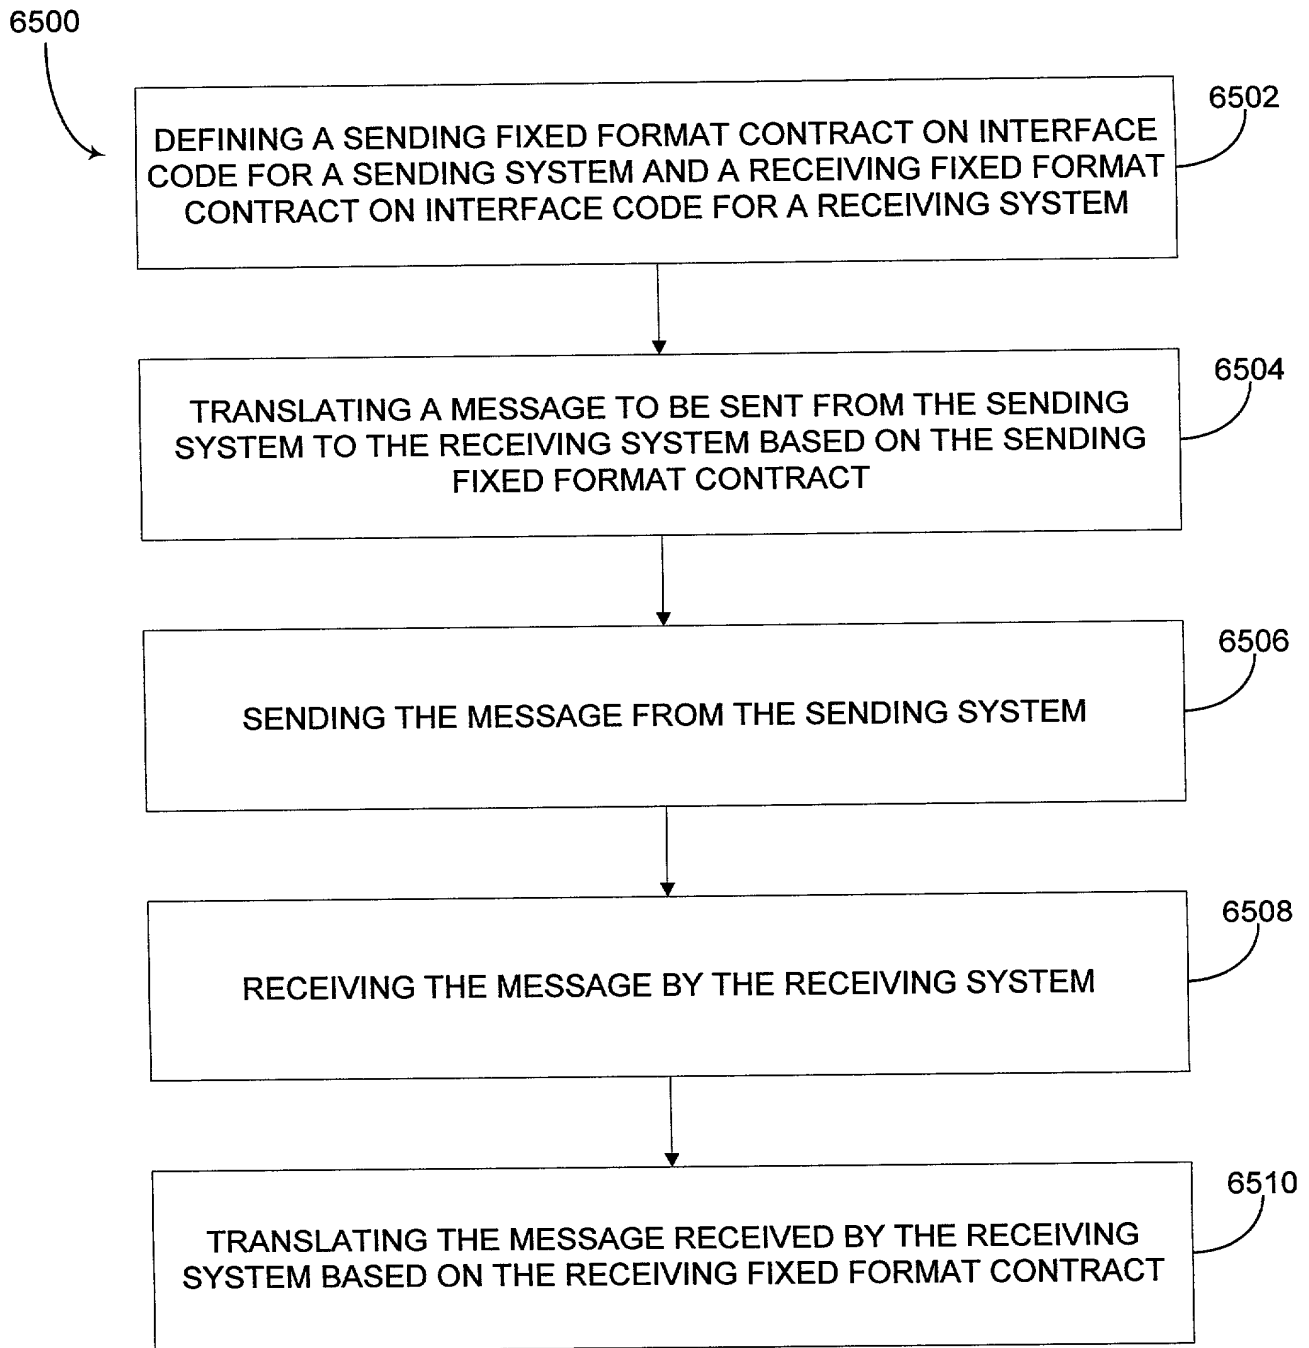 6500
6502
DEFINING A SENDING FIXED FORMAT CONTRACT ON INTERFACE
CODE FOR A SENDING SYSTEM AND A RECEIVING FIXED FORMAT
CONTRACT ON INTERFACE CODE FOR A RECEIVING SYSTEM
6504
TRANSLATING A MESSAGE TO BE SENT FROM THE SENDING
SYSTEM TO THE RECEIVING SYSTEM BASED ON THE SENDING
FIXED FORMAT CONTRACT
6506
SENDING THE MESSAGE FROM THE SENDING SYSTEM
6508
RECEIVING THE MESSAGE BY THE RECEIVING SYSTEM
6510
TRANSLATING THE MESSAGE RECEIVED BY THE RECEIVING
SYSTEM BASED ON THE RECEIVING FIXED FORMAT CONTRACT